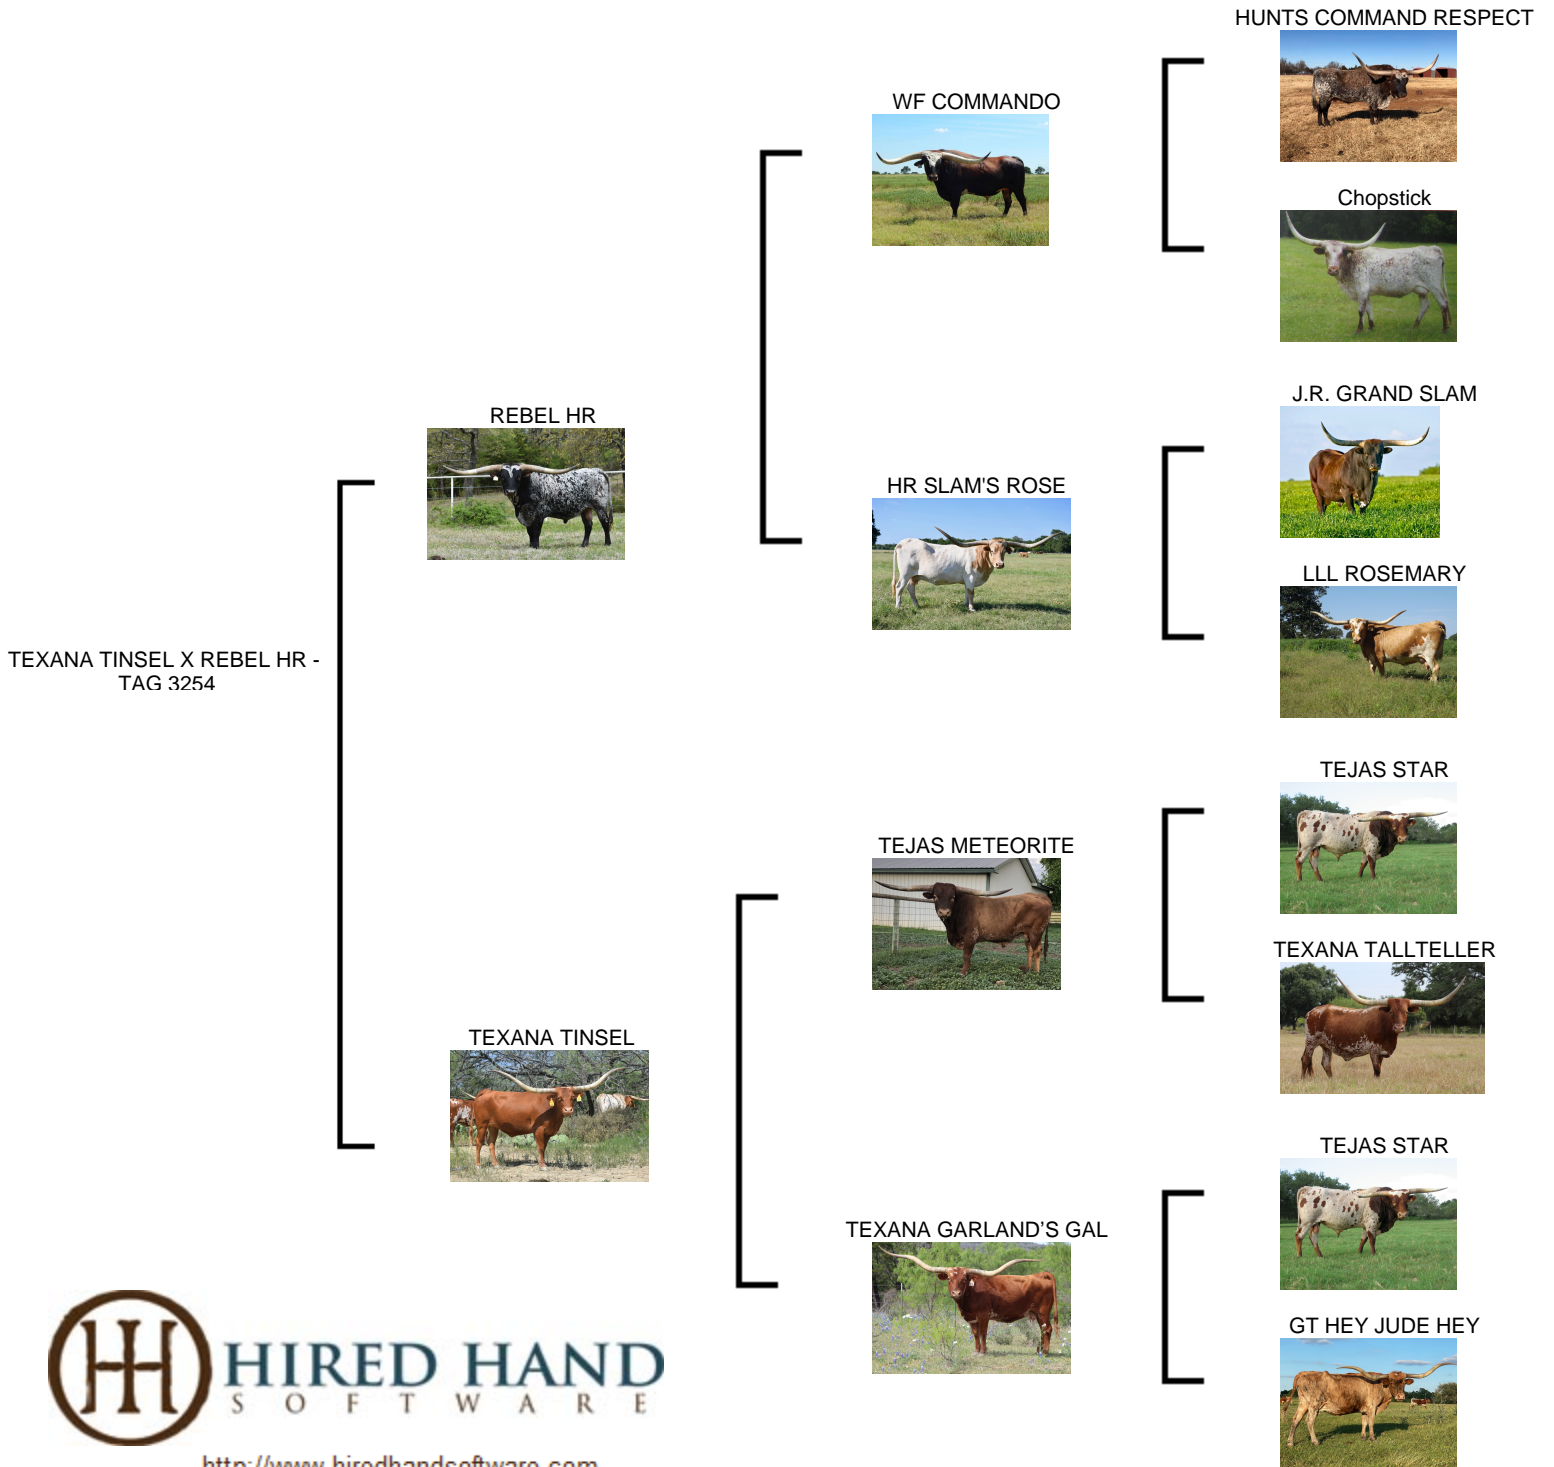 HUNTS COMMAND RESPECT
WF COMMANDO
Chopstick
J.R. GRAND SLAM
REBEL HR
HR SLAM'S ROSE
LLL ROSEMARY
TEXANA TINSEL X REBEL HR -
TAG 3254
TEJAS STAR
TEJAS METEORITE
TEXANA TALLTELLER
TEXANA TINSEL
TEJAS STAR
TEXANA GARLAND’S GAL
GT HEY JUDE HEY
HIRED HAND
SOFTWARE
http://www.hiredhandsoftware.com